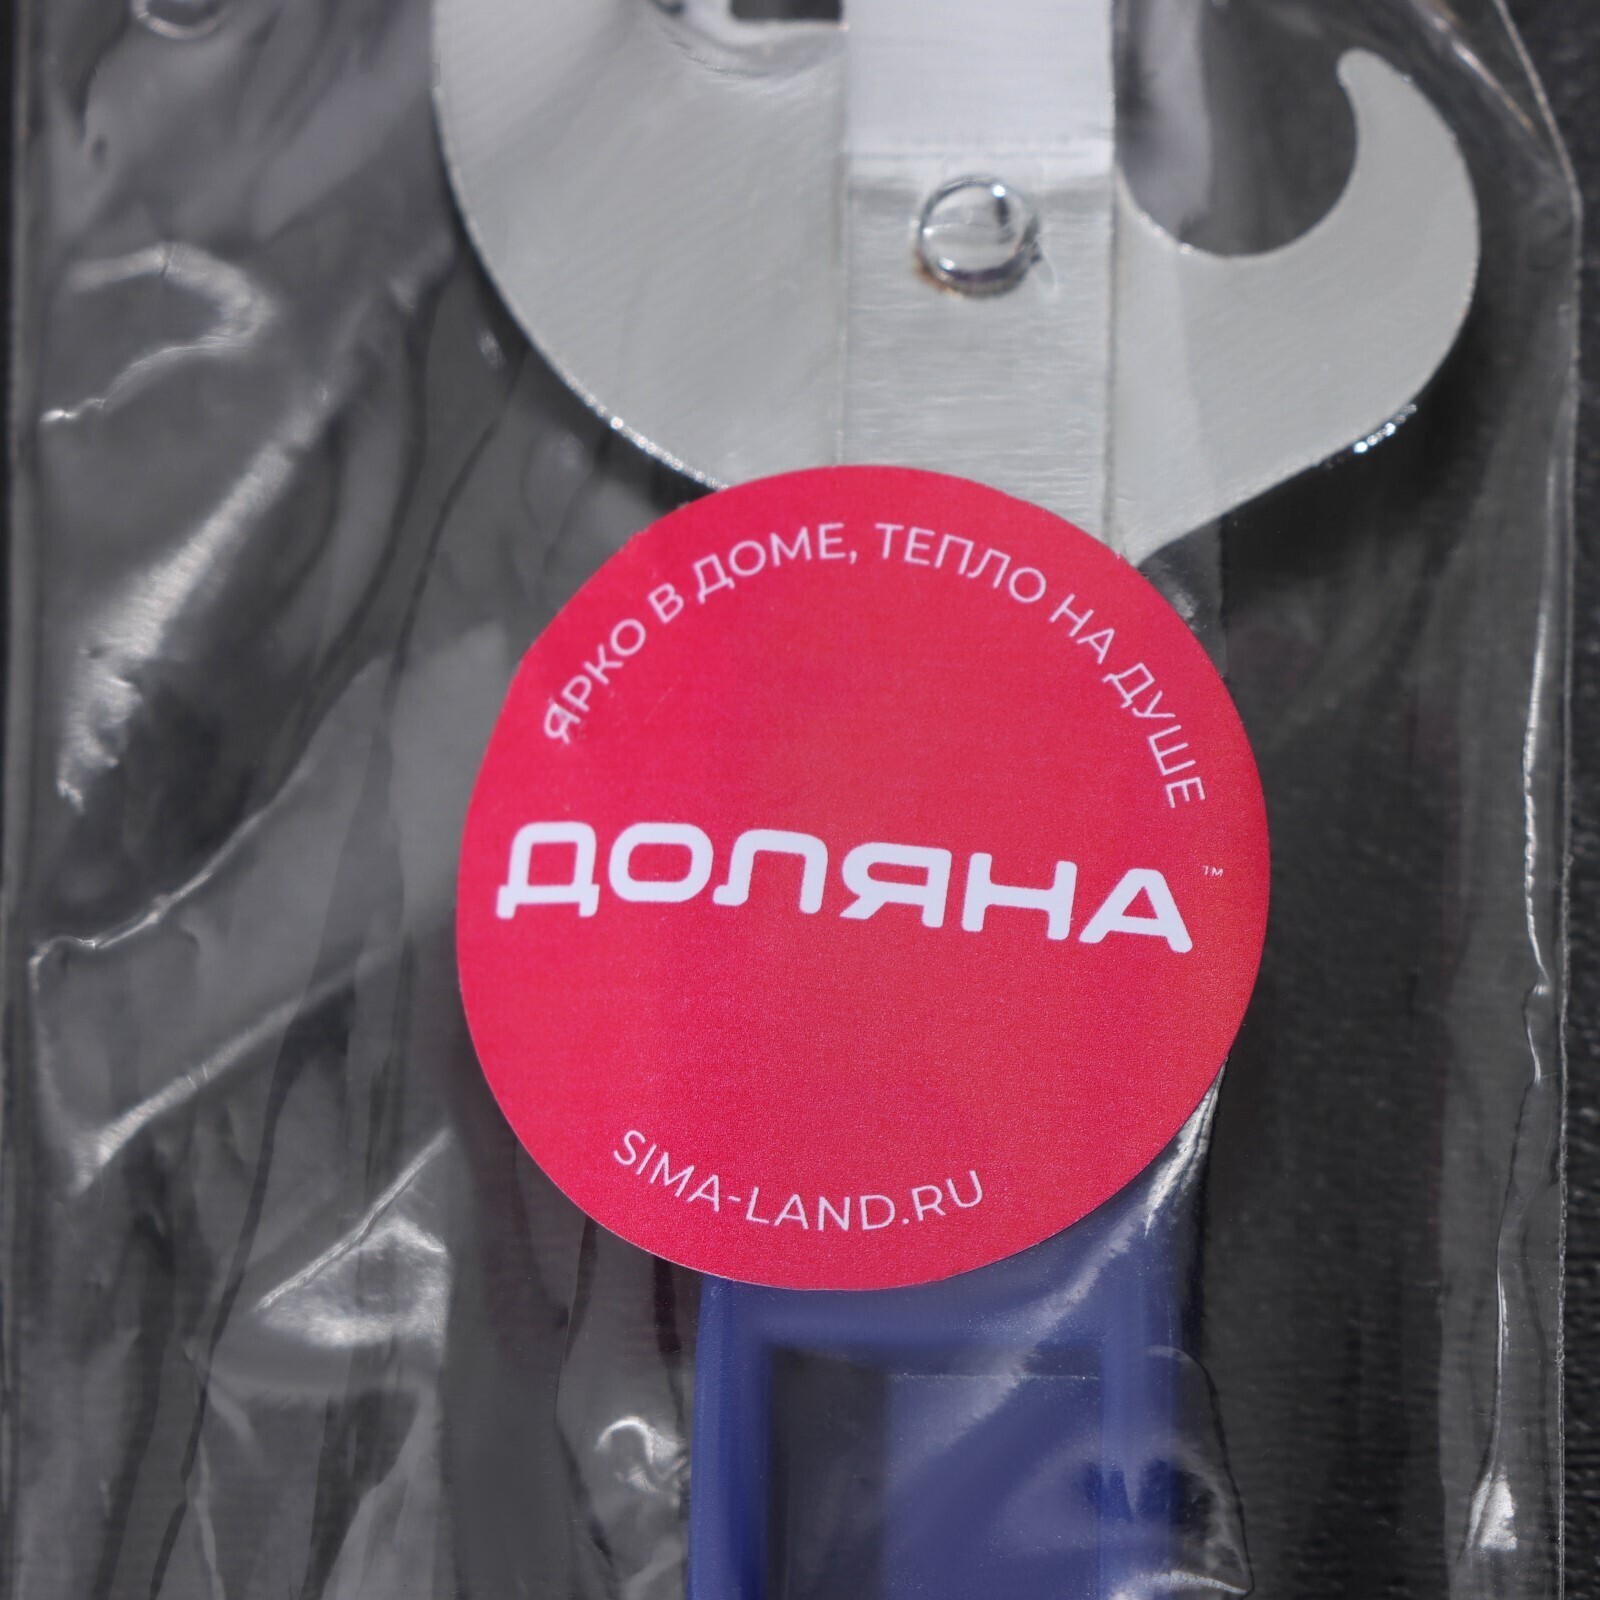 ЯРКО В ДОМЕ, ТЕПЛО НА ДУШЕ
ДОЛЯНА™
SIMA-LAND.RU